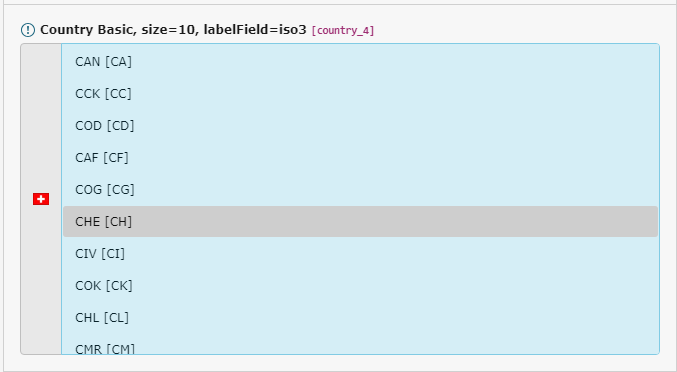 Country Basic, size=10, labelField=iso3 [country_4]
CAN [CA]
CCK [CC]
COD [CD]
CAF [CF]
COG [CG]
CHE [CH]
CIV [CI]
COK [CK]
CHL [CL]
CMR [CM]